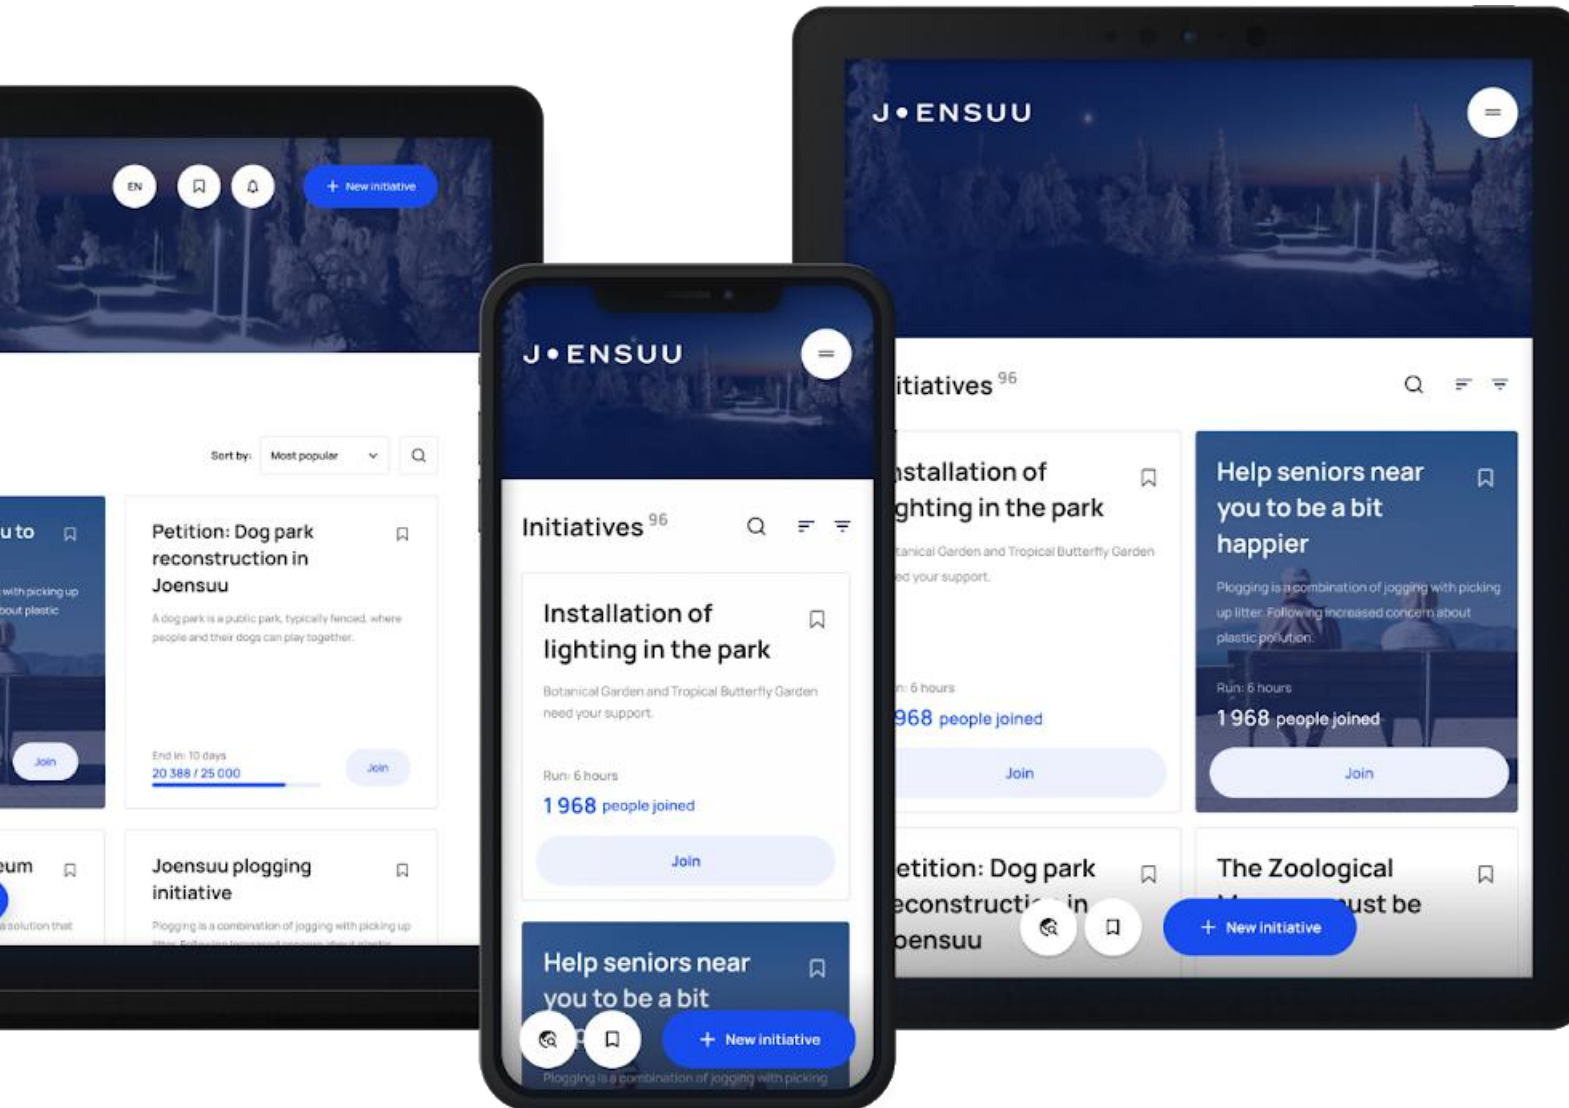 EN
+ New initiative
Sort by: Most popular
u to
with picking up
bout plastic
Join
Petition: Dog park
reconstruction in
Joensuu
A dog park is a public park, typically fenced, where
people and their dogs can play together.
End in: 10 days
20 388 / 25 000
Join
eum
a solution that
Joensuu plogging
initiative
Plogging is a combination of jogging with picking up
litter. Following increased concern about plastic
J•ENSUU
Initiatives 96
Installation of
lighting in the park
Botanical Garden and Tropical Butterfly Garden
need your support.
Run: 6 hours
1 968 people joined
Join
Help seniors near
you to be a bit
+ New initiative
Plogging is a combination of jogging with picking
J•ENSUU
itiatives 96
nstallation of
ghting in the park
tanical Garden and Tropical Butterfly Garden
ed your support.
n: 6 hours
968 people joined
Join
Help seniors near
you to be a bit
happier
Plogging is a combination of jogging with picking
up litter. Following increased concern about
plastic pollution.
Run: 6 hours
1 968 people joined
Join
etition: Dog park
econstruction in
oensuu
The Zoological
ust be
+ New initiative